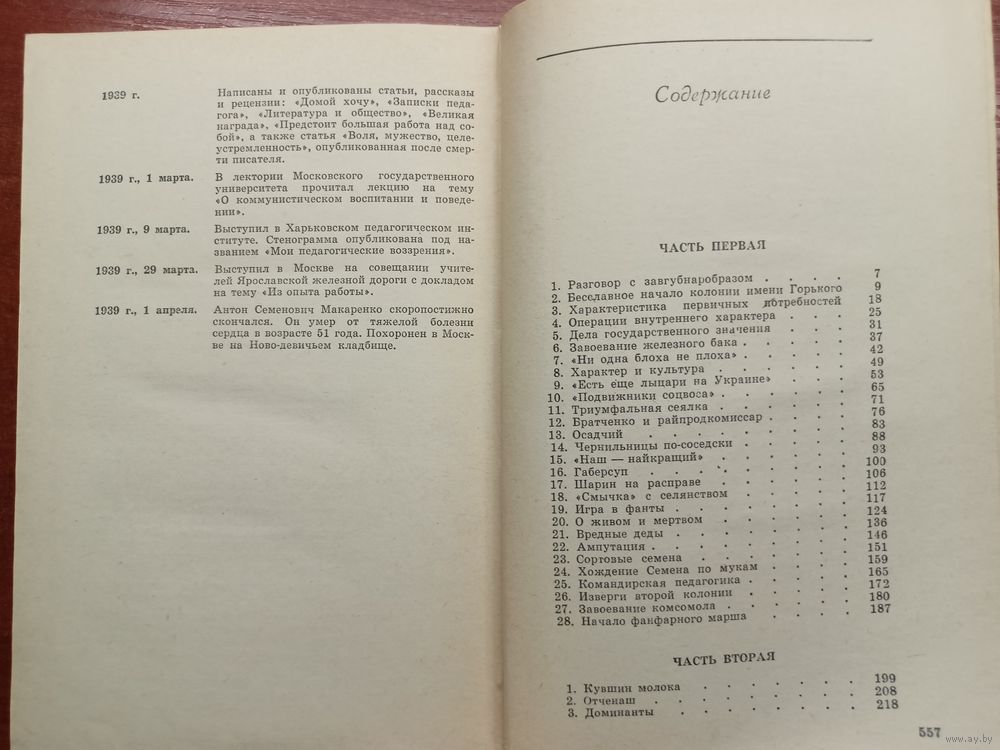 1939 г. Написаны и опубликованы статьи, рассказы
и рецензии: «Домой хочу», «Записки педа-
гога», «Литература и общество», «Великая
награда», «Предстоит большая работа над со-
бой», а также статья «Воля, мужество, целе-
устремленность», опубликованная после смер-
ти писателя.
1939 г., 1 марта. В лектории Московского государственного
университета прочитал лекцию на тему
«О коммунистическом воспитании и поведе-
нии».
1939 г., 9 марта. Выступил в Харьковском педагогическом ин-
ституте. Стенограмма опубликована под на-
званием «Мои педагогические воззрения».
1939 г., 29 марта. Выступил в Москве на совещании учите-
лей Ярославской железной дороги с докладом
на тему «Из опыта работы».
1939 г., 1 апреля. Антон Семенович Макаренко скоропостижно
скончался. Он умер от тяжелой болезни
сердца в возрасте 51 года. Похоронен в Моск-
ве на Ново-девичьем кладбище.
Содержание
ЧАСТЬ ПЕРВАЯ
1. Разговор с завгубнаробразом . . . . 7
2. Бесславное начало колонии имени Горького 9
3. Характеристика первичных потребностей 18
4. Операции внутреннего характера . . . 25
5. Дела государственного значения . . . 31
6. Завоевание железного бака . . . . . 37
7. «Ни одна блоха не плоха» . . . . . 42
8. Характер и культура . . . . . . 49
9. «Есть еще лыцари на Украине» . . . 53
10. «Подвижники соцвоса» . . . . . . 65
11. Триумфальная сеялка . . . . . . 71
12. Братченко и райпродкомиссар . . . . 76
13. Осадчий . . . . . . . . 83
14. Чернильницы по-соседски . . . . . 88
15. «Наш — найкращий» . . . . . . 93
16. Габерсуп . . . . . . . . 100
17. Шарин на расправе . . . . . . 106
18. «Смычка» с селянством . . . . . 112
19. Игра в фанты . . . . . . . 117
20. О живом и мертвом . . . . . . 124
21. Вредные деды . . . . . . . 136
22. Ампутация . . . . . . . . 146
23. Сортовые семена . . . . . . 151
24. Хождение Семена по мукам . . . . 159
25. Командирская педагогика . . . . . 165
26. Изверги второй колонии . . . . . 172
27. Завоевание комсомола . . . . . . 180
28. Начало фанфарного марша . . . . 187
ЧАСТЬ ВТОРАЯ
1. Кувшин молока . . . . . . . 199
2. Отченаш . . . . . . . . 208
3. Доминанты . . . . . . . . 218
557
www.ay.by